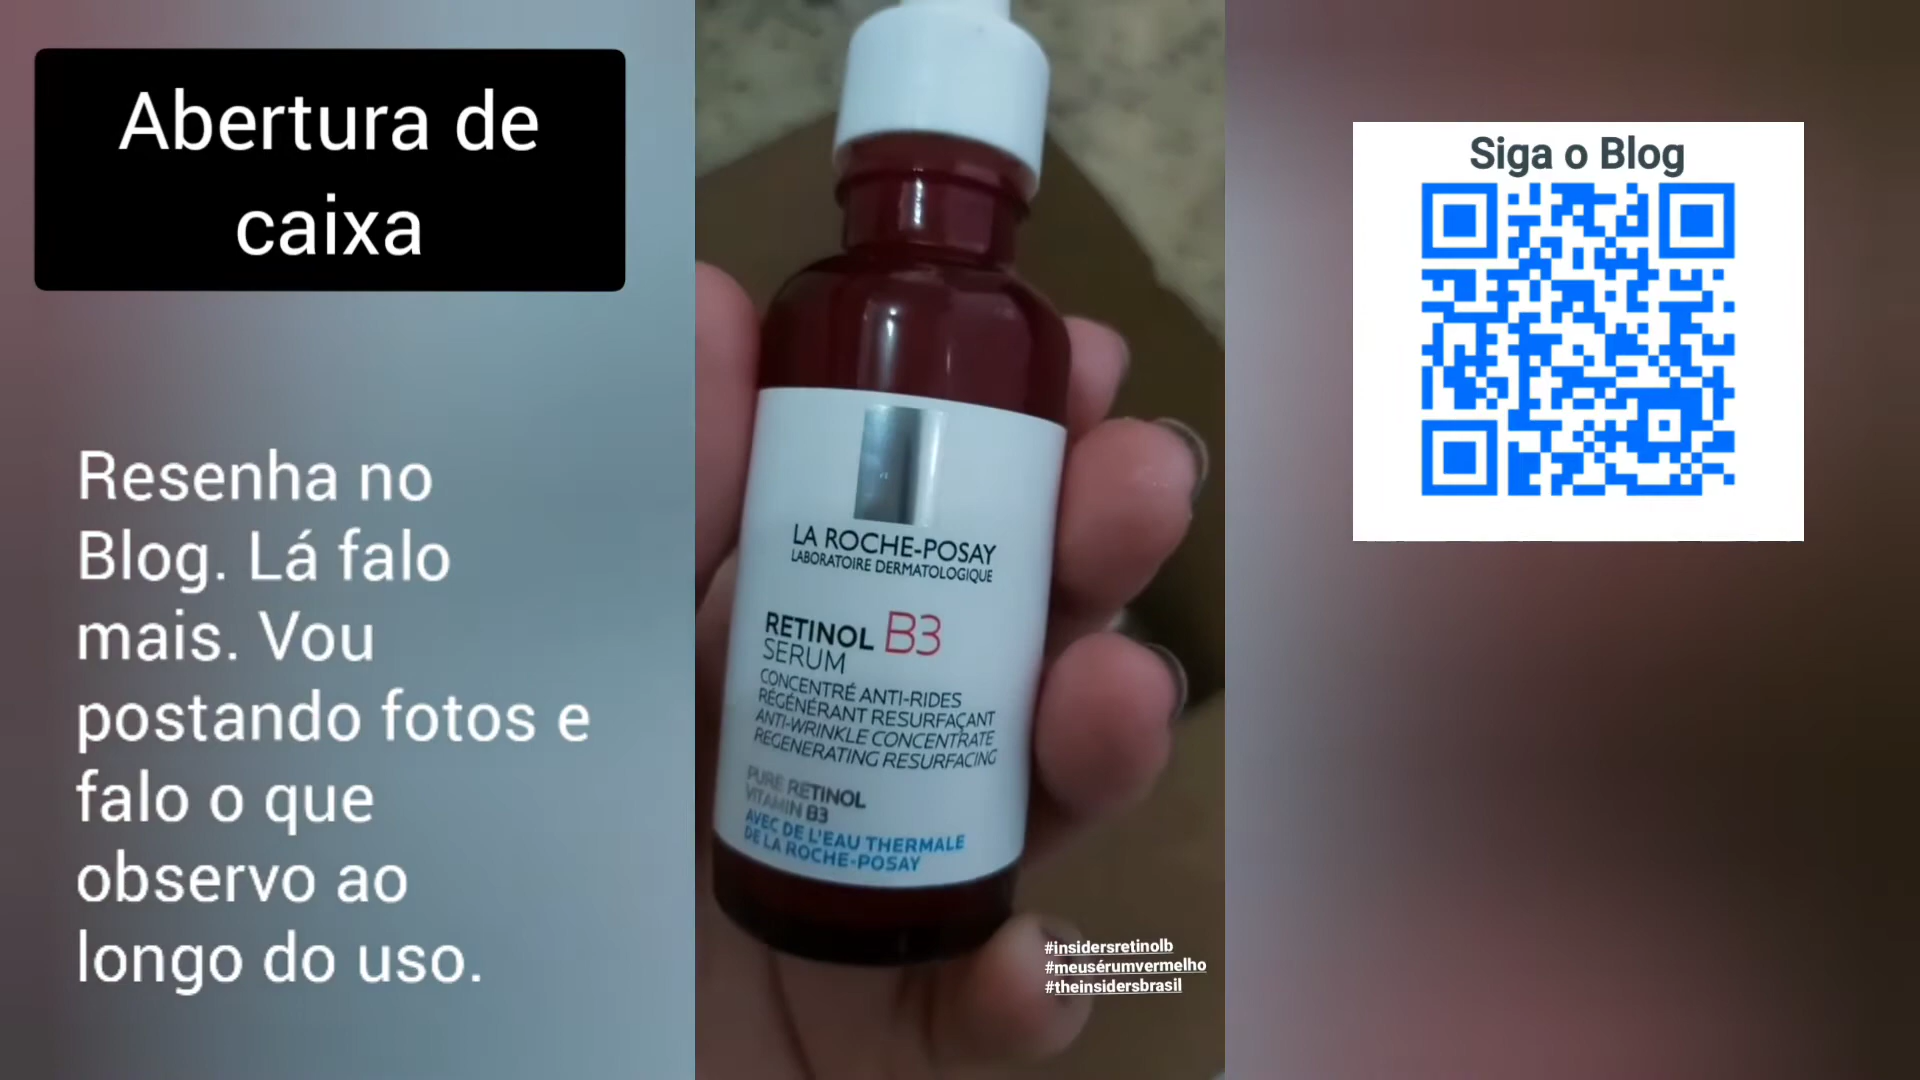 Abertura de
caixa
Resenha no
Blog. Lá falo
mais. Vou
postando fotos e
falo o que
observo ao
longo do uso.
LA ROCHE-POSAY
LABORATOIRE DERMATOLOGIQUE
RETINOL B3
SERUM
CONCENTRÉ ANTI-RIDES
RÉGÉNÉRANT RESURFAÇANT
ANTI-WRINKLE CONCENTRATE
REGENERATING RESURFACING
PURE RETINOL
VITAMIN B3
AVEC DE L'EAU THERMALE
DE LA ROCHE-POSAY
#insidersretinolb
#meusérumvermelho
#theinsidersbrasil
Siga o Blog